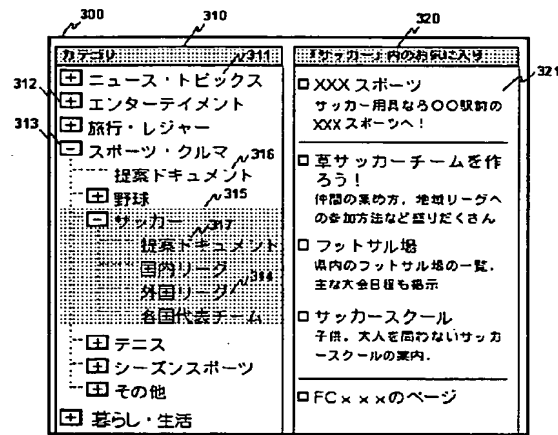 300
310
320
カテゴリ
311
312
ニュース・トピックス
エンターテイメント
313
旅行・レジャー
スポーツ・クルマ
316
提案ドキュメント
315
野球
サッカー
317
提案ドキュメント
国内リーグ
314
外国リーグ
各国代表チーム
テニス
シーズンスポーツ
その他
暮らし・生活
「サッカー」内のお気に入り
321
XXX スポーツ
サッカー用具なら〇〇駅前の
XXX スポーツへ！
草サッカーチームを作
ろう！
仲間の集め方，地域リーグへ
の参加方法など盛りだくさん
フットサル場
県内のフットサル場の一覧．
主な大会日程も掲示
サッカースクール
子供，大人を問わないサッカ
ースクールの案内．
FC×××のページ